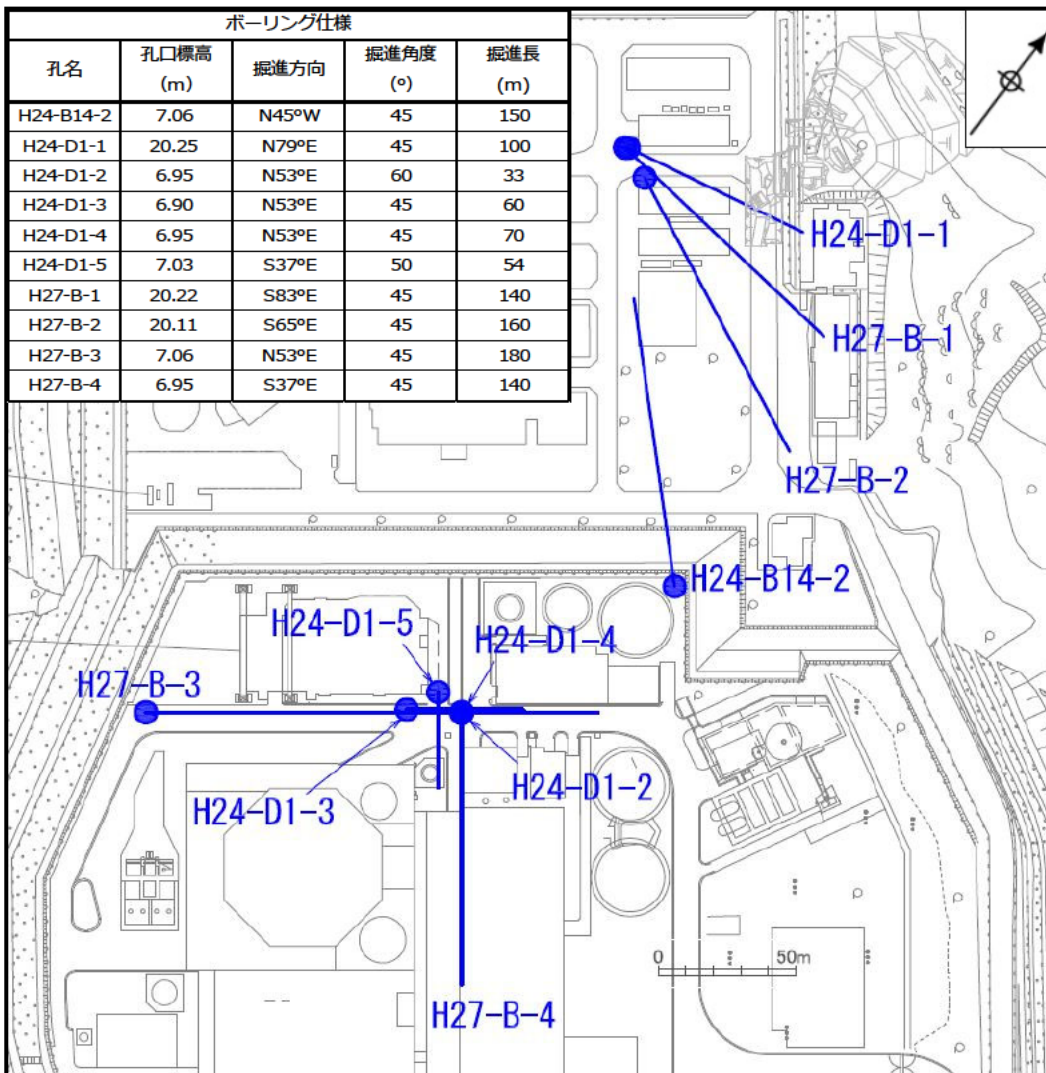 ボーリング仕様
孔名 孔口標高（m） 掘進方向 掘進角度（°） 掘進長（m）
H24-B14-2 7.06 N45°W 45 150
H24-D1-1 20.25 N79°E 45 100
H24-D1-2 6.95 N53°E 60 33
H24-D1-3 6.90 N53°E 45 60
H24-D1-4 6.95 N53°E 45 70
H24-D1-5 7.03 S37°E 50 54
H27-B-1 20.22 S83°E 45 140
H27-B-2 20.11 S65°E 45 160
H27-B-3 7.06 N53°E 45 180
H27-B-4 6.95 S37°E 45 140
H24-D1-1
H27-B-1
H27-B-2
H24-B14-2
H24-D1-5
H24-D1-4
H27-B-3
H24-D1-2
H24-D1-3
0 50m
H27-B-4